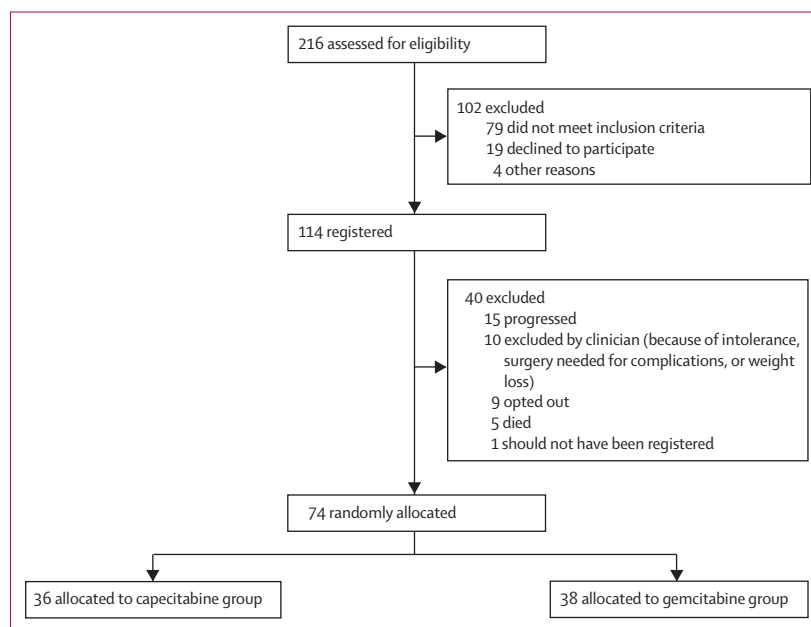 216 assessed for eligibility
102 excluded
79 did not meet inclusion criteria
19 declined to participate
4 other reasons
114 registered
40 excluded
15 progressed
10 excluded by clinician (because of intolerance,
surgery needed for complications, or weight
loss)
9 opted out
5 died
1 should not have been registered
74 randomly allocated
36 allocated to capecitabine group
38 allocated to gemcitabine group